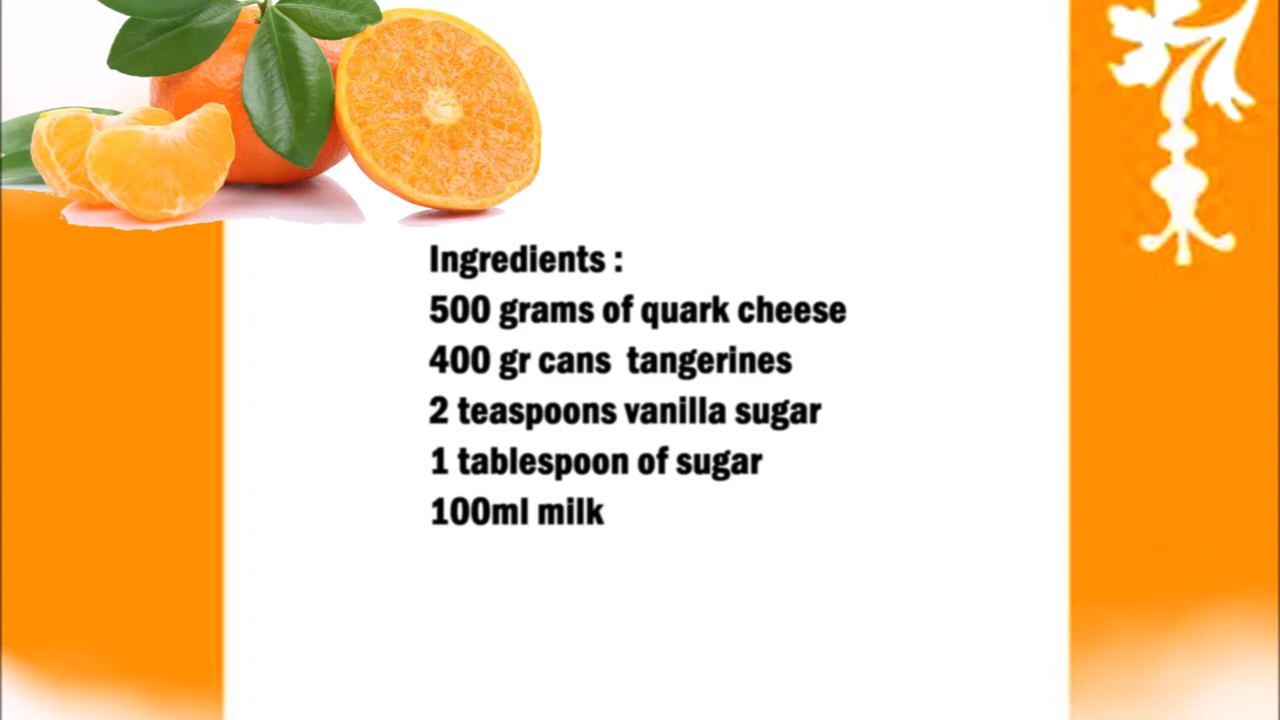 Ingredients :
500 grams of quark cheese
400 gr cans tangerines
2 teaspoons vanilla sugar
1 tablespoon of sugar
100ml milk